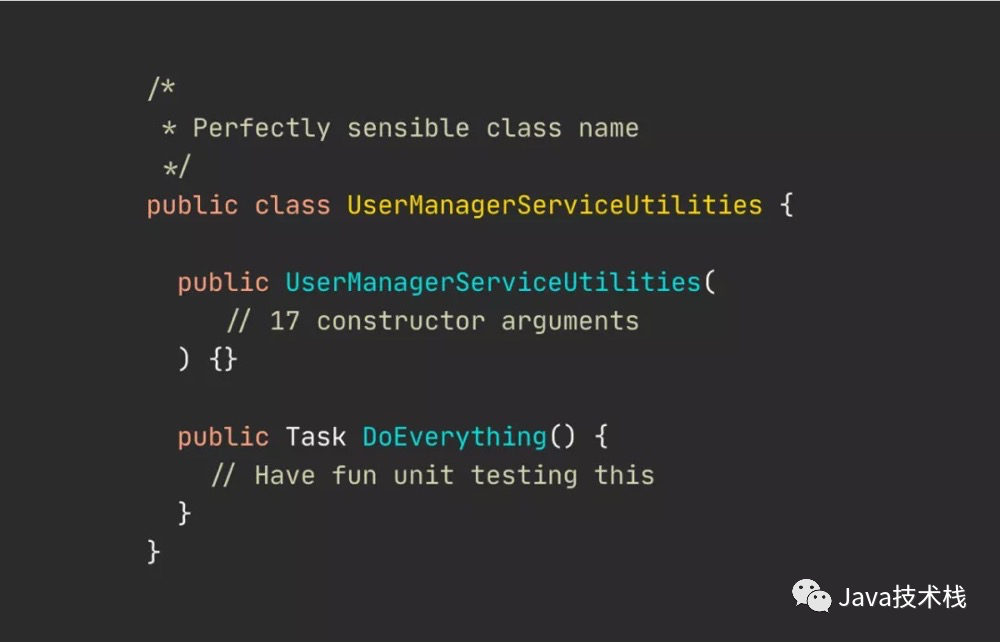 /*
 * Perfectly sensible class name
 */
public class UserManagerServiceUtilities {
  public UserManagerServiceUtilities(
     // 17 constructor arguments
  ) {}
  public Task DoEverything() {
    // Have fun unit testing this
  }
}
Java技术栈